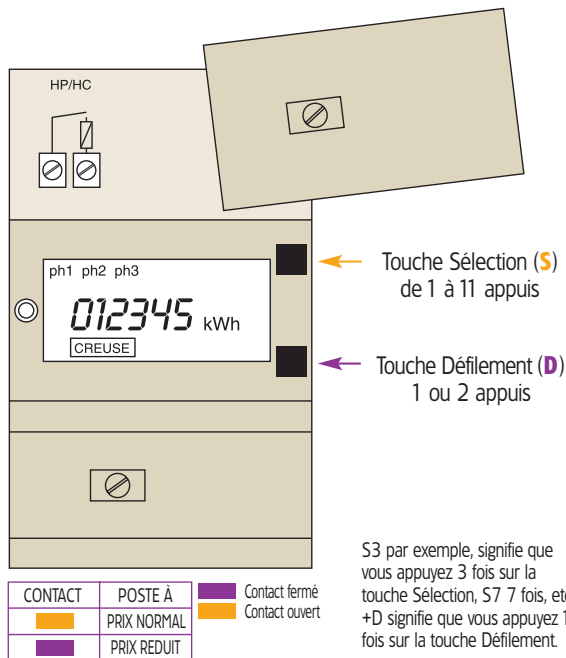 HP/HC
Touche Sélection (S)
de 1 à 11 appuis
ph1 ph2 ph3
012345 kWh
CREUSE
Touche Défilement (D)
1 ou 2 appuis
S3 par exemple, signifie que
vous appuyez 3 fois sur la
touche Sélection, S7 7 fois, etc
+D signifie que vous appuyez 1
fois sur la touche Défilement.
CONTACT POSTE À
PRIX NORMAL
PRIX REDUIT
Contact fermé
Contact ouvert